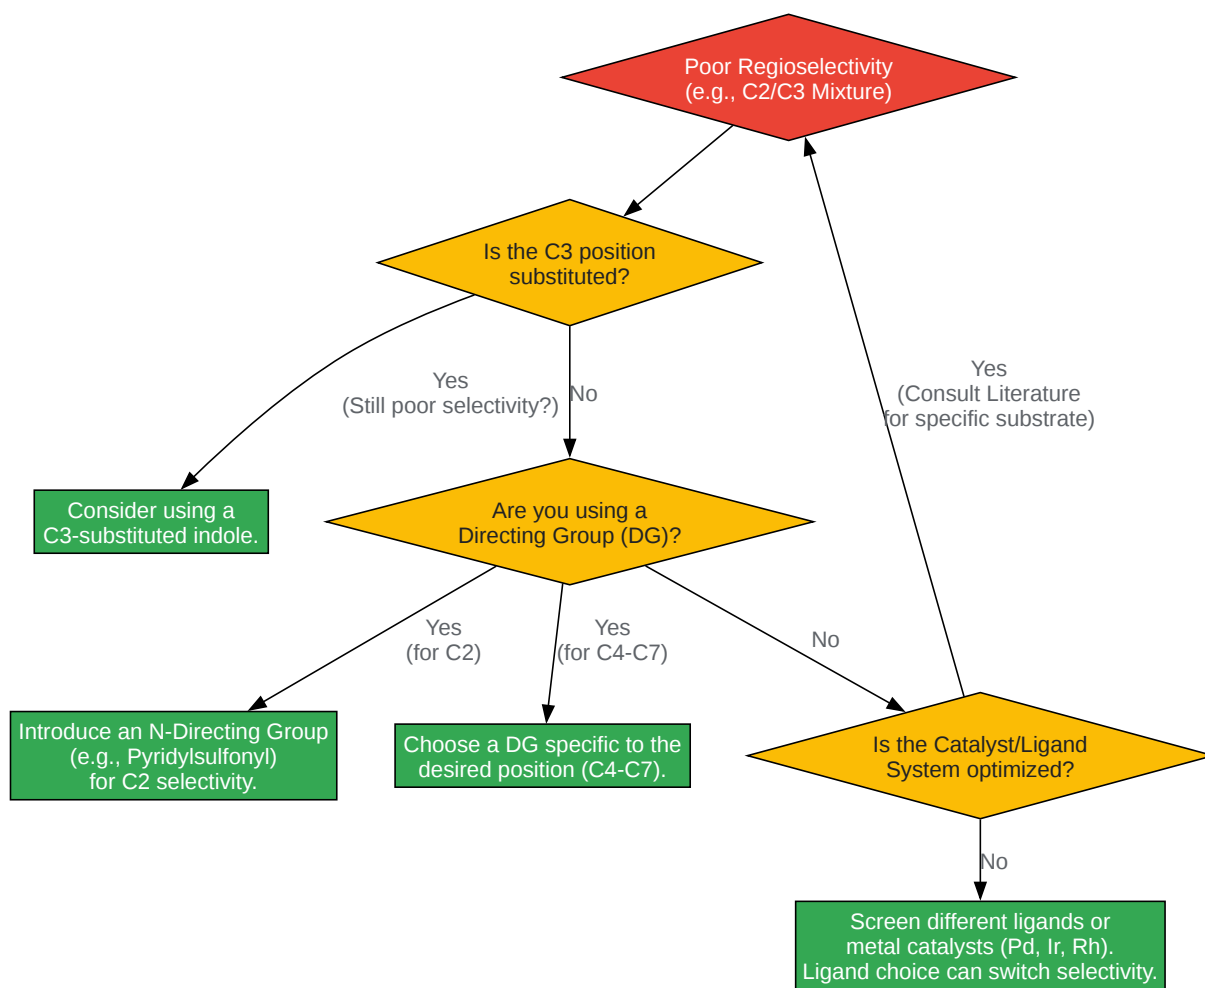 Poor Regioselectivity
(e.g., C2/C3 Mixture)
Is the C3 position
substituted?
Yes
(Still poor selectivity?)
No
Yes
(Consult Literature
for specific substrate)
Consider using a
C3-substituted indole.
Are you using a
Directing Group (DG)?
Yes
(for C2)
Yes
(for C4-C7)
No
Introduce an N-Directing Group
(e.g., Pyridylsulfonyl)
for C2 selectivity.
Choose a DG specific to the
desired position (C4-C7).
Is the Catalyst/Ligand
System optimized?
No
Screen different ligands or
metal catalysts (Pd, Ir, Rh).
Ligand choice can switch selectivity.